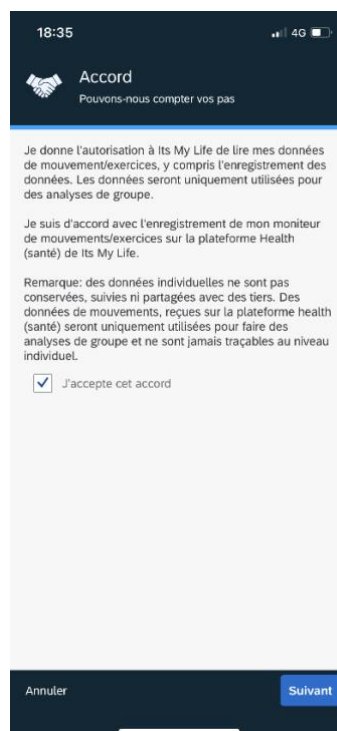 18:35
4G
Accord
Pouvons-nous compter vos pas
Je donne l'autorisation à Its My Life de lire mes données
de mouvement/exercices, y compris l'enregistrement des
données. Les données seront uniquement utilisées pour
des analyses de groupe.
Je suis d'accord avec l'enregistrement de mon moniteur
de mouvements/exercices sur la plateforme Health
(santé) de Its My Life.
Remarque: des données individuelles ne sont pas
conservées, suivies ni partagées avec des tiers. Des
données de mouvements, reçues sur la plateforme health
(santé) seront uniquement utilisées pour faire des
analyses de groupe et ne sont jamais traçables au niveau
individuel.
J'accepte cet accord
Annuler
Suivant